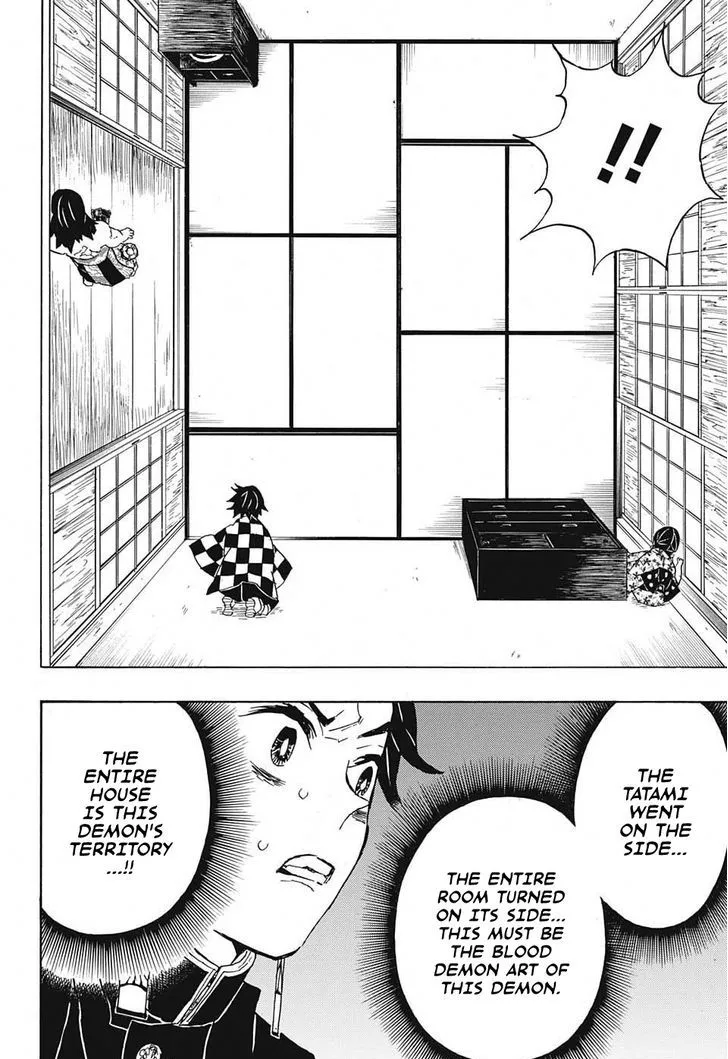 !!
THE
TATAMI
WENT
ON THE
SIDE...
THE ENTIRE
ROOM TURNED
ON ITS SIDE...
THIS MUST BE
THE BLOOD
DEMON ART OF
THIS DEMON.
THE
ENTIRE
HOUSE
IS THIS
DEMON'S
TERRITORY
...!!